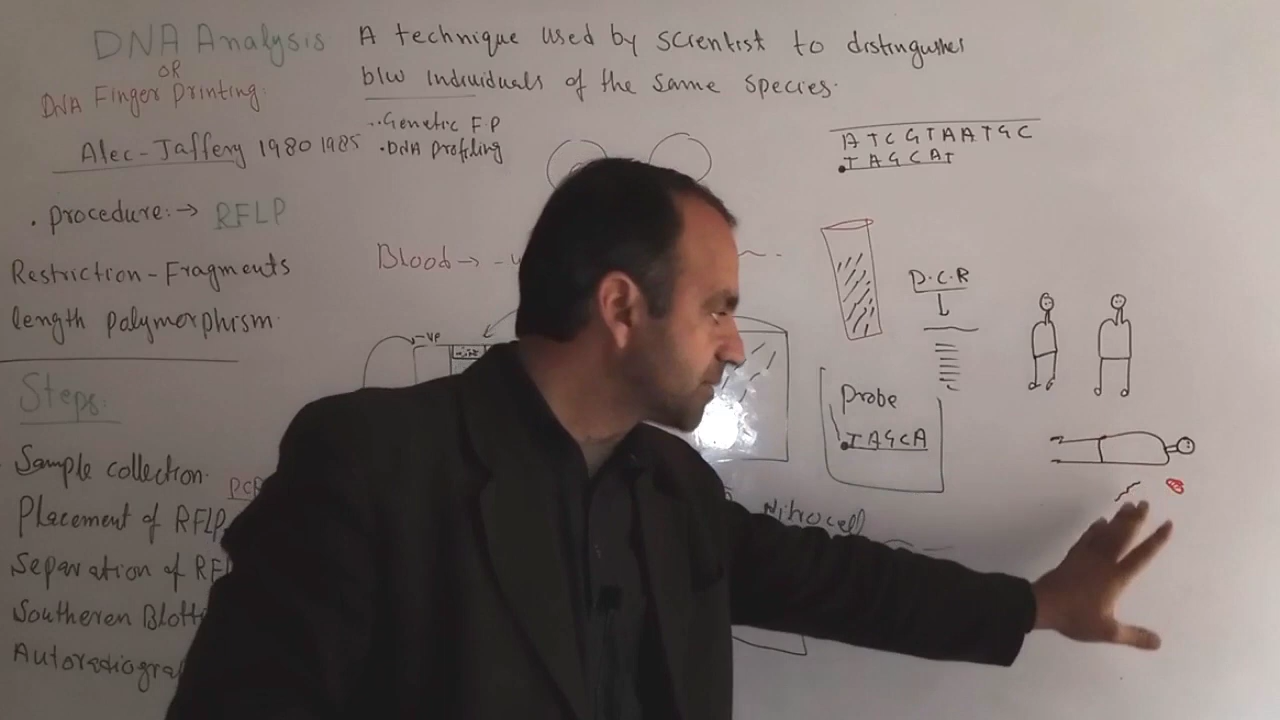 DNA Analysis
OR
DNA Finger Printing:
A technique used by scientist to distinguishes
b/w individuals of the same species.
Genetic F.P
DNA profiling
Alec-Jaffery 1980 1985
ATCGTAATGC
TAGCAT
procedure: → RFLP
Restriction-Fragments
length polymorphism.
Blood →
D.C.R
-VP
Probe
TAGCA
Steps:
Sample collection.
PCR
Placement of RFLP
Separation of RF
Southeren Blott
Autoradiogra
Nitrocell